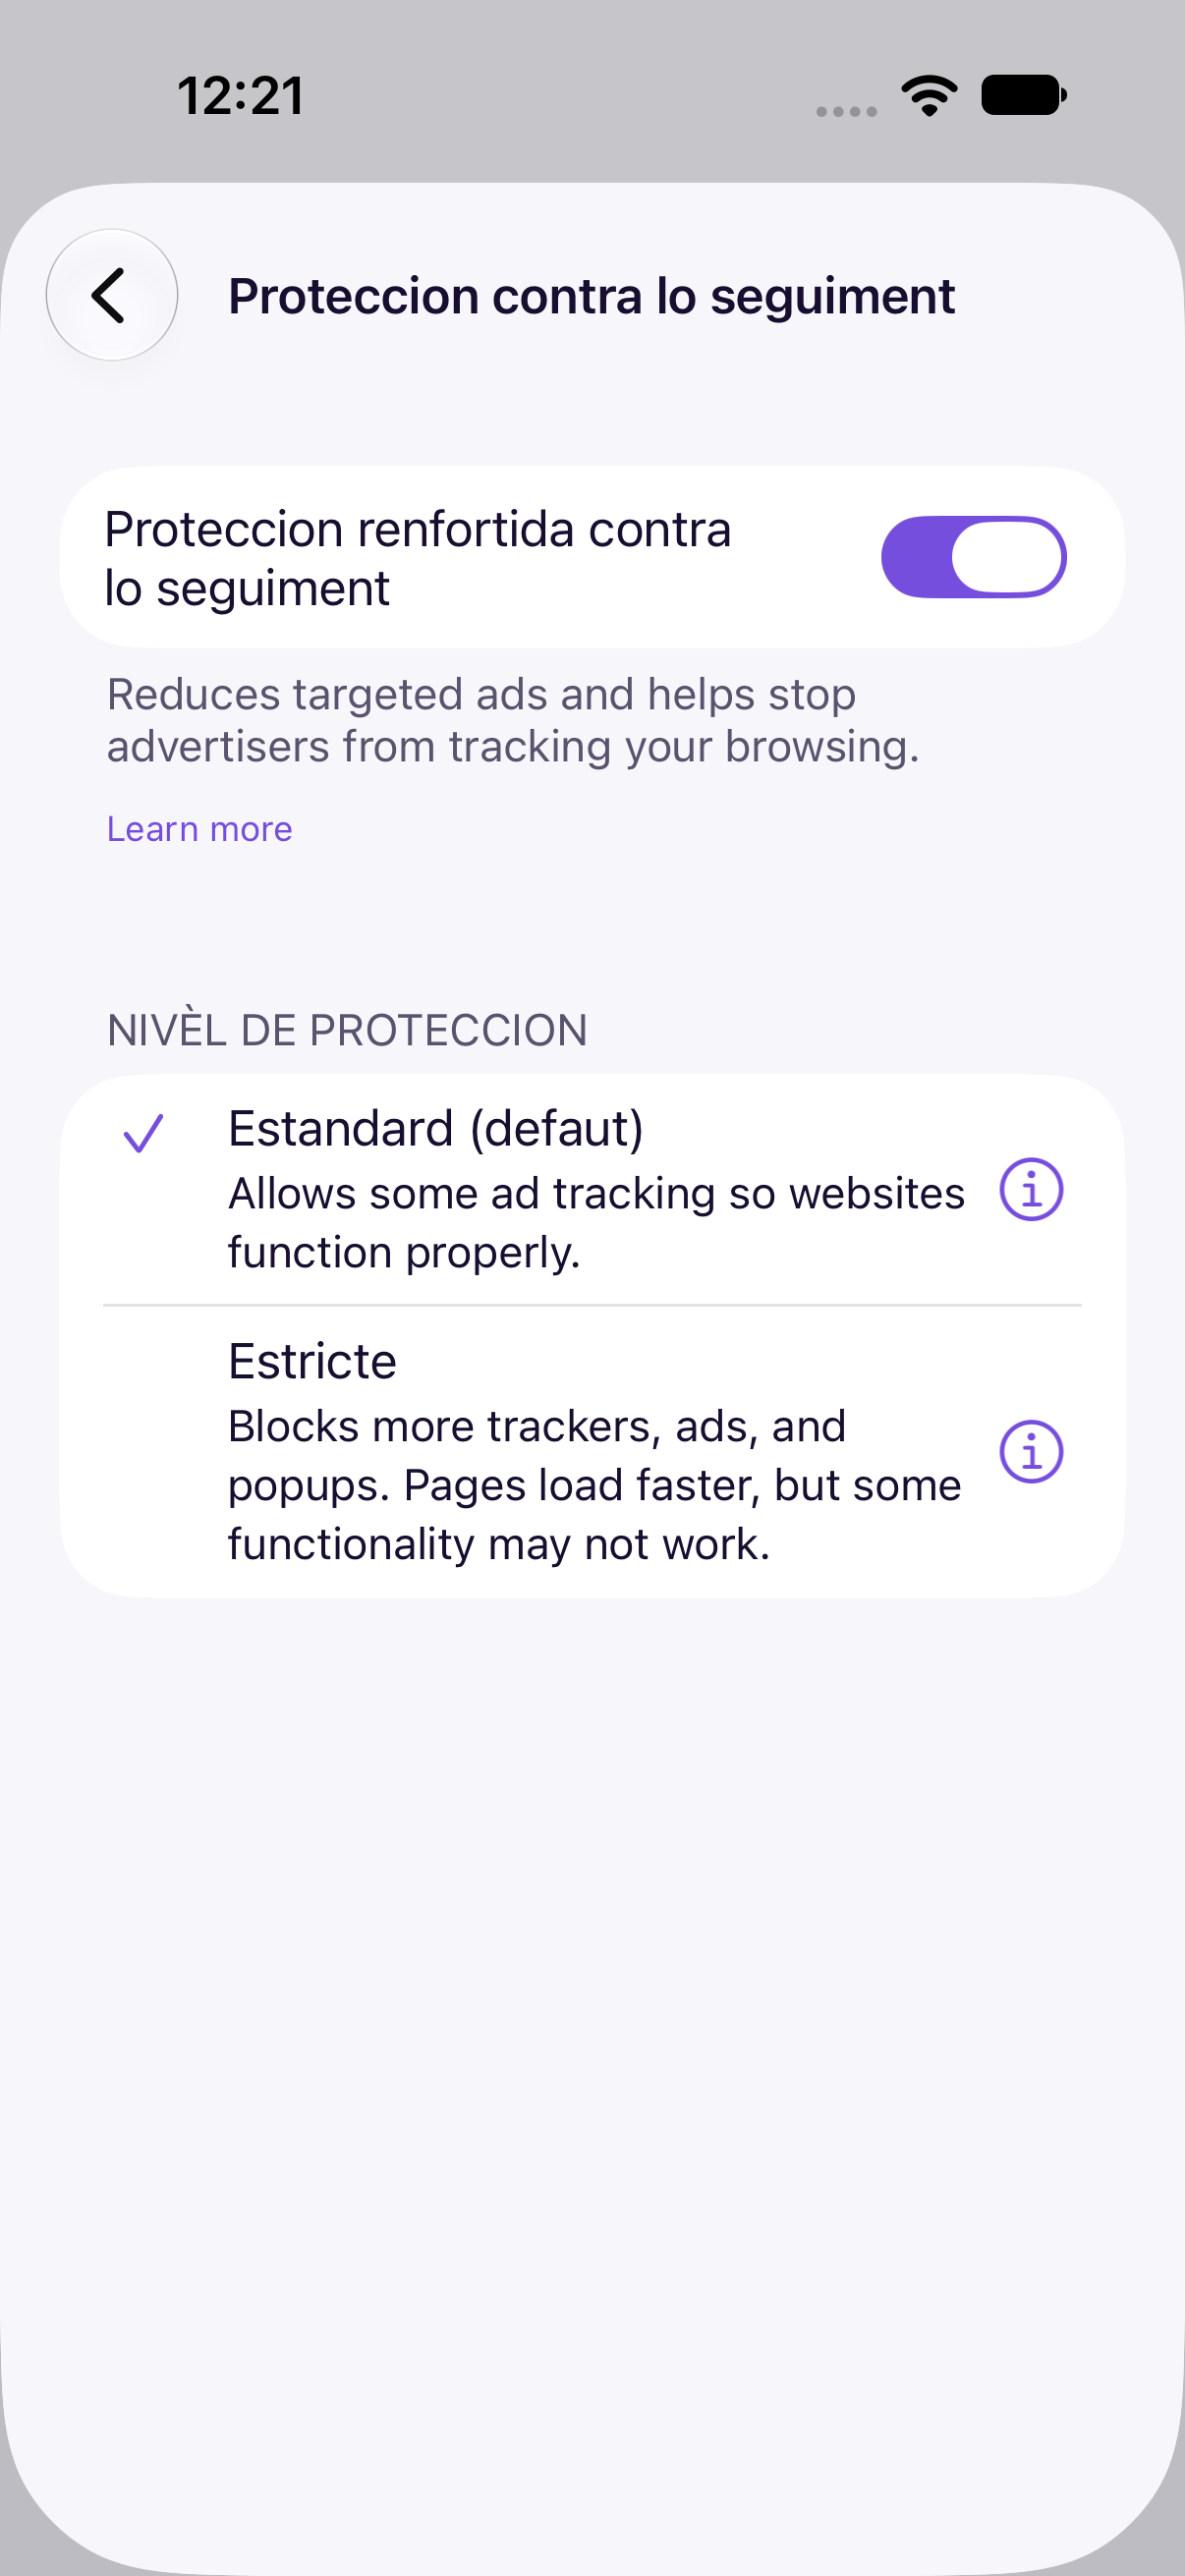 12:21
Proteccion contra lo seguiment
Proteccion renfortida contra
lo seguiment
Reduces targeted ads and helps stop
advertisers from tracking your browsing.
Learn more
NIVÈL DE PROTECCION
Estandard (defaut)
Allows some ad tracking so websites
function properly.
Estricte
Blocks more trackers, ads, and
popups. Pages load faster, but some
functionality may not work.